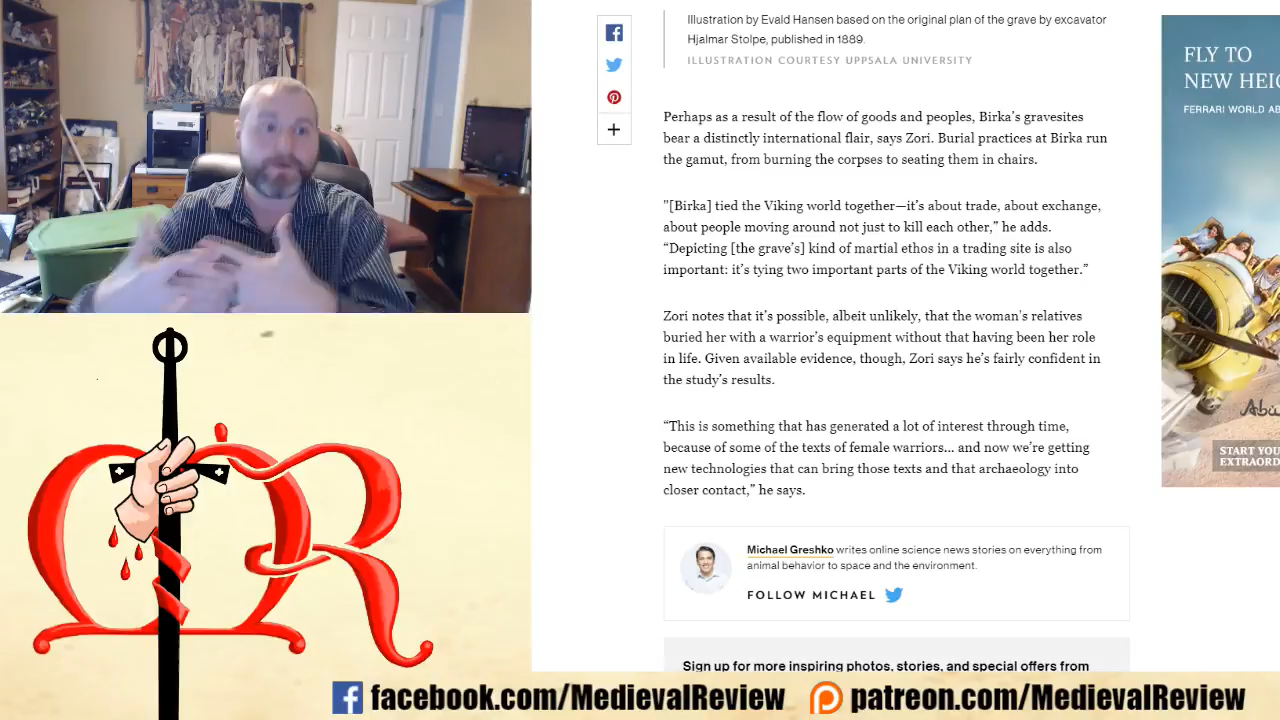 Illustration by Evald Hansen based on the original plan of the grave by excavator
Hjalmar Stolpe, published in 1889.
ILLUSTRATION COURTESY UPPSALA UNIVERSITY
Perhaps as a result of the flow of goods and peoples, Birka's gravesites
bear a distinctly international flair, says Zori. Burial practices at Birka run
the gamut, from burning the corpses to seating them in chairs.
"[Birka] tied the Viking world together—it's about trade, about exchange,
about people moving around not just to kill each other,” he adds.
“Depicting [the grave's] kind of martial ethos in a trading site is also
important: it's tying two important parts of the Viking world together.”
Zori notes that it's possible, albeit unlikely, that the woman's relatives
buried her with a warrior's equipment without that having been her role
in life. Given available evidence, though, Zori says he's fairly confident in
the study's results.
“This is something that has generated a lot of interest through time,
because of some of the texts of female warriors... and now we're getting
new technologies that can bring those texts and that archaeology into
closer contact,” he says.
Michael Greshko writes online science news stories on everything from
animal behavior to space and the environment.
FOLLOW MICHAEL
Sign up for more inspiring photos, stories, and special offers from
FLY TO
NEW HEIG
FERRARI WORLD AB
Abu
START YOU
EXTRAORD
MR
facebook.com/MedievalReview
patreon.com/MedievalReview